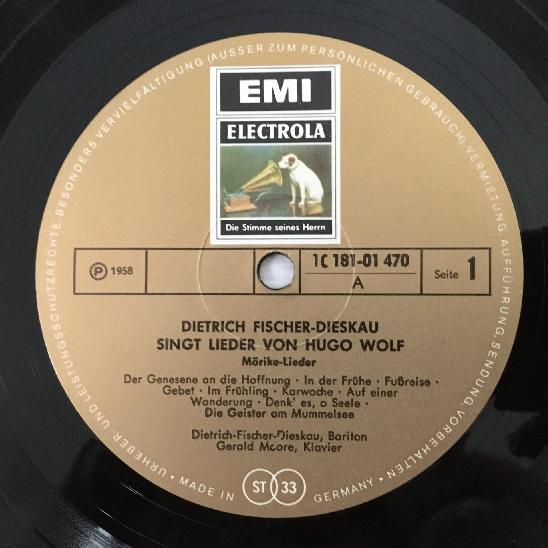 URHEBER- UND LEISTUNGSSCHUTZRECHTE, BESONDERS VERVIELFÄLTIGUNG (AUSSER ZUM PERSÖNLICHEN GEBRAUCH), VERMIETUNG, AUFFÜHRUNG, SENDUNG VORBEHALTEN
EMI
ELECTROLA
Die Stimme seines Herrn
Ⓟ 1958
1C 181-01 470
A
Seite 1
DIETRICH FISCHER-DIESKAU
SINGT LIEDER VON HUGO WOLF
Mörike-Lieder
Der Genesene an die Hoffnung · In der Frühe · Fußreise ·
Gebet · Im Frühling · Karwoche · Auf einer
Wanderung · Denk' es, o Seele ·
Die Geister am Mummelsee
Dietrich-Fischer-Dieskau, Bariton
Gerald Moore, Klavier
· MADE IN
ST 33
GERMANY ·